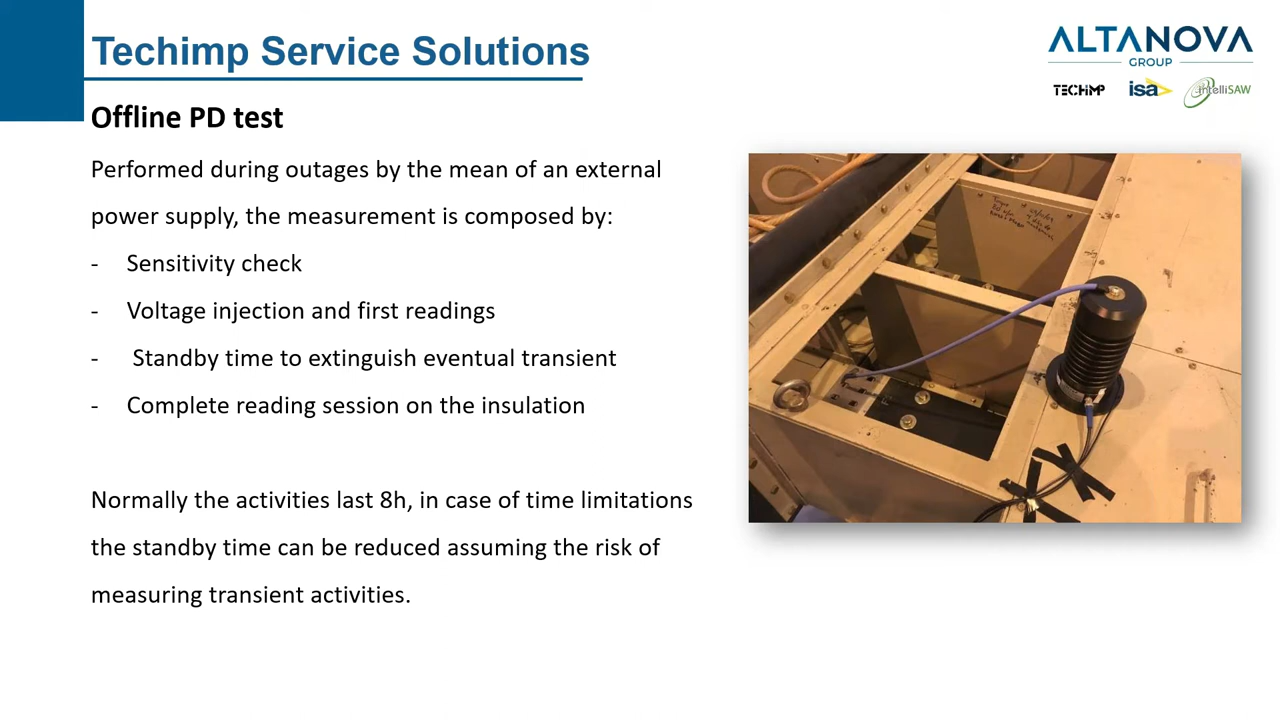 Techimp Service Solutions
ALTANOVA
GROUP
TECHIMP
isa
intelliSAW
Offline PD test
Performed during outages by the mean of an external
power supply, the measurement is composed by:
- Sensitivity check
- Voltage injection and first readings
- Standby time to extinguish eventual transient
- Complete reading session on the insulation
Normally the activities last 8h, in case of time limitations
the standby time can be reduced assuming the risk of
measuring transient activities.